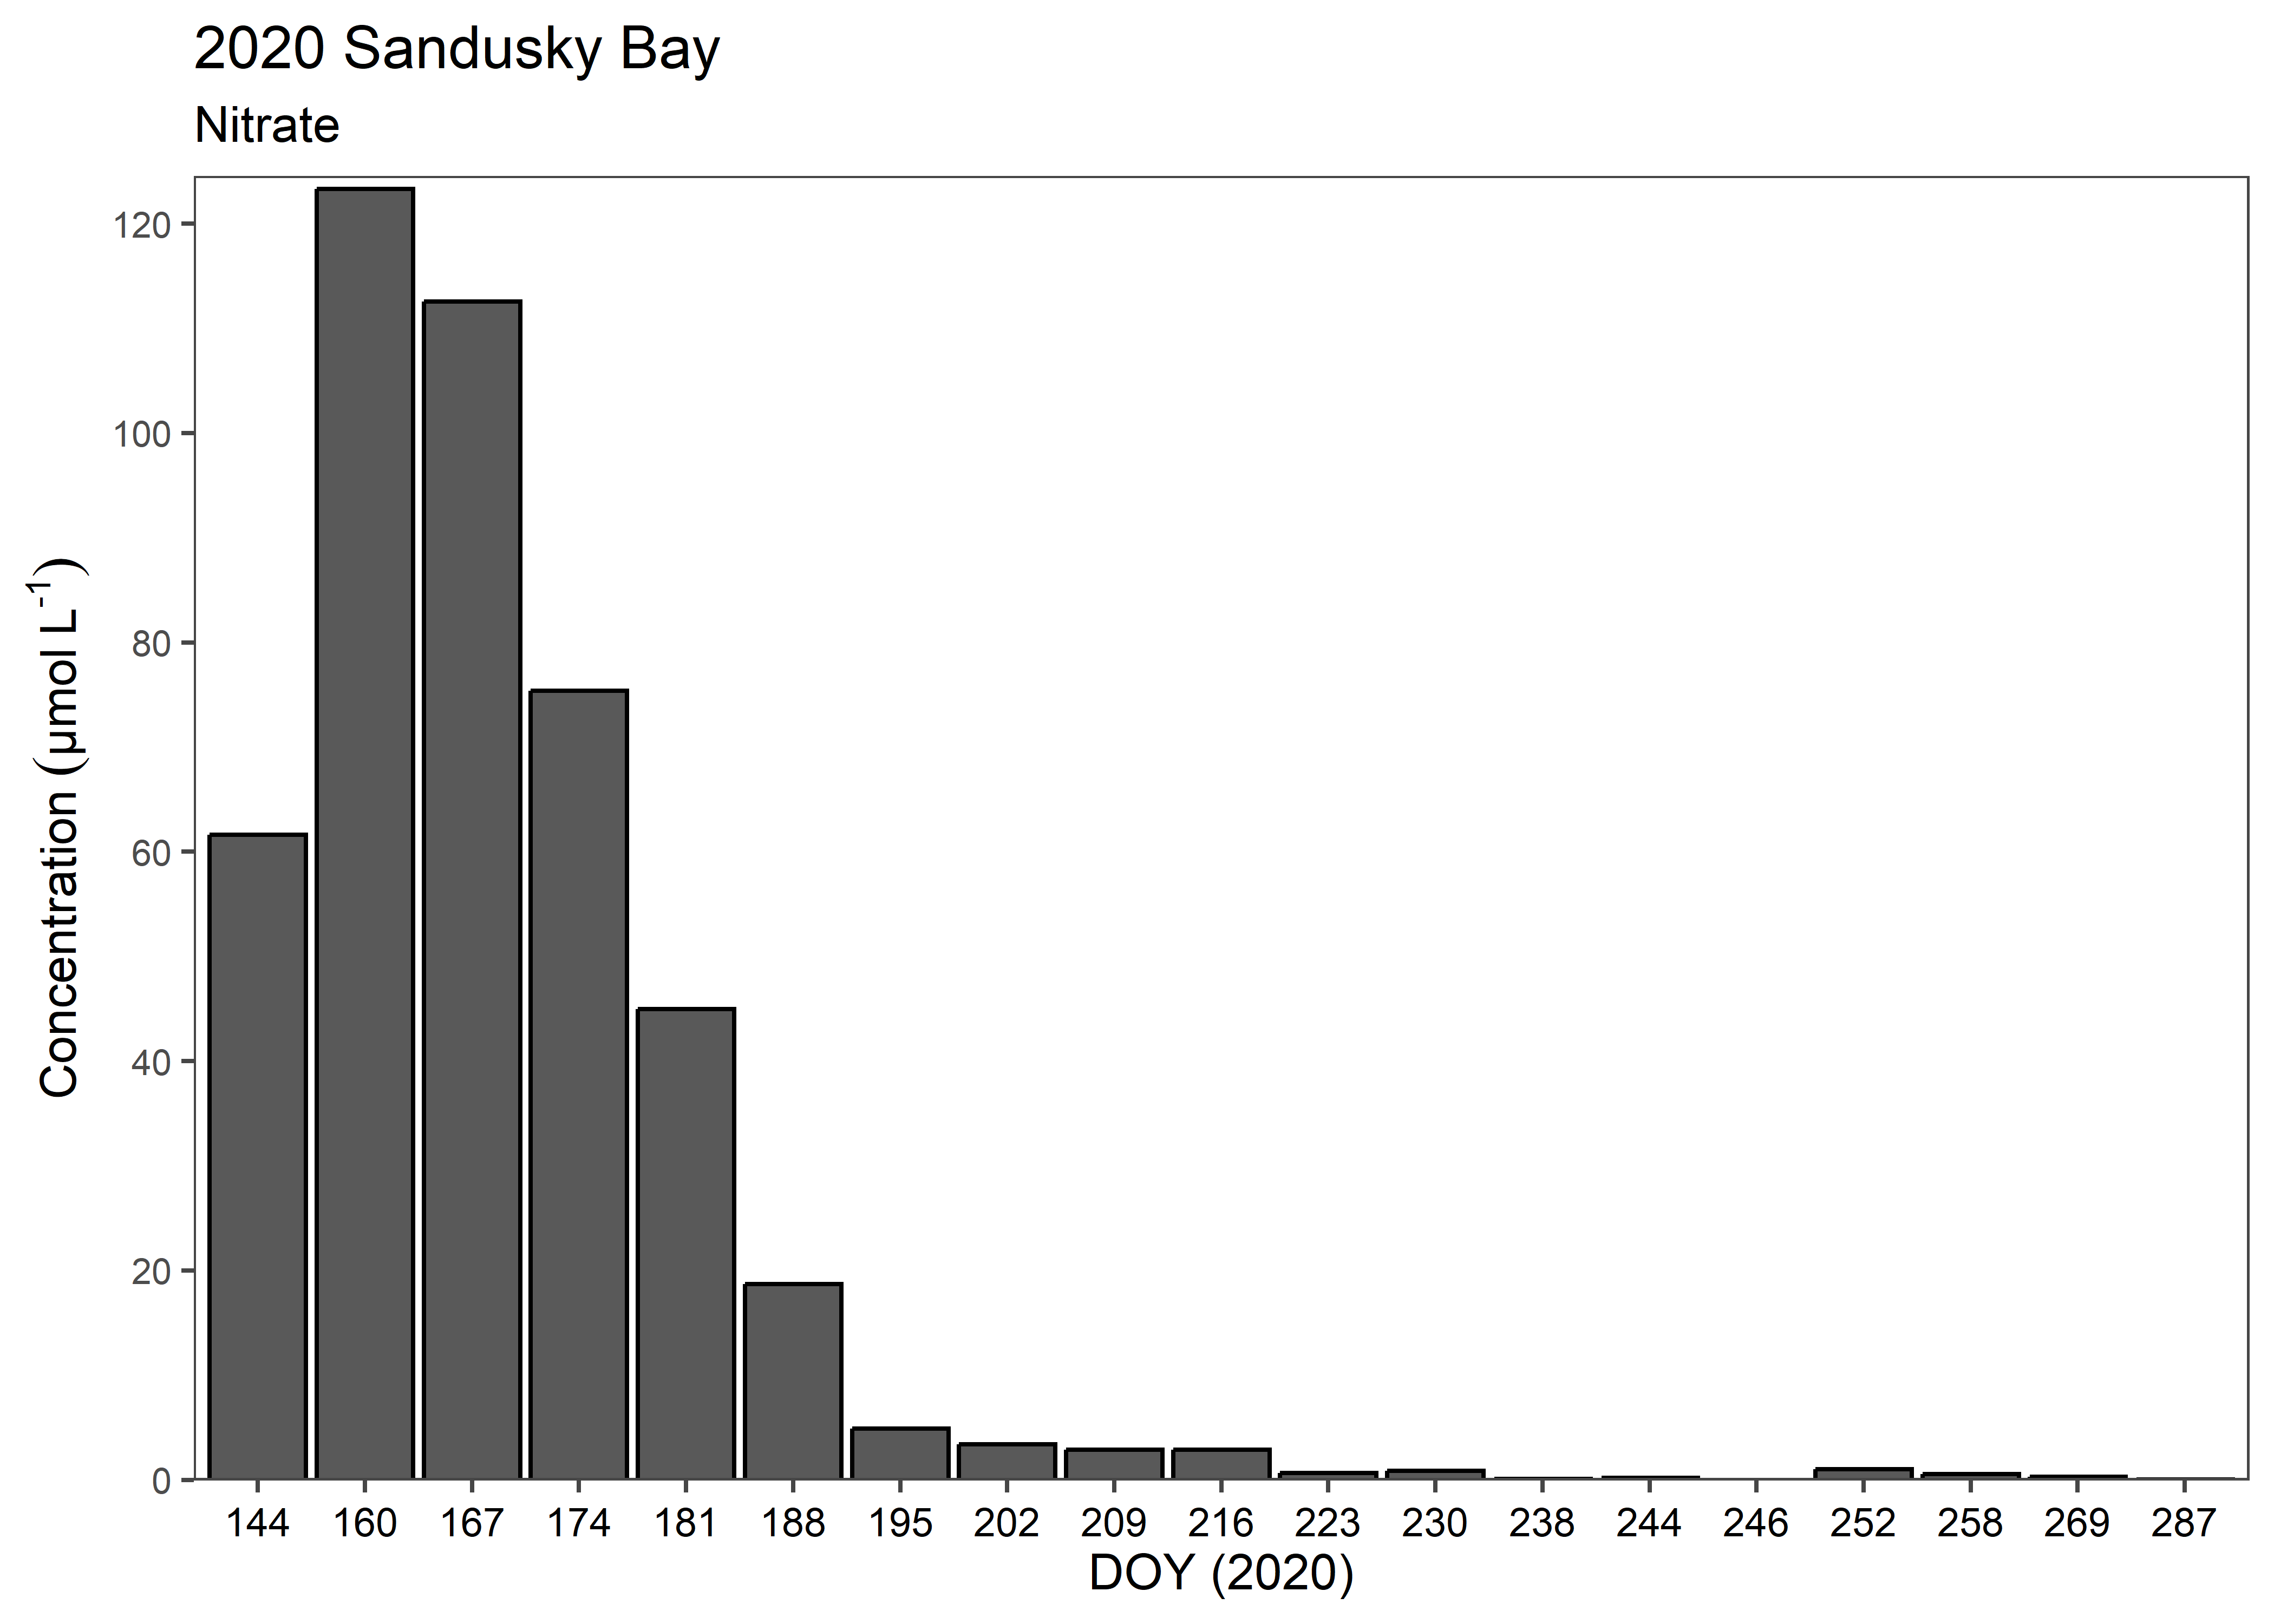 2020 Sandusky Bay
Nitrate
Concentration (µmol L⁻¹)
120
100
80
60
40
20
0
144 160 167 174 181 188 195 202 209 216 223 230 238 244 246 252 258 269 287
DOY (2020)